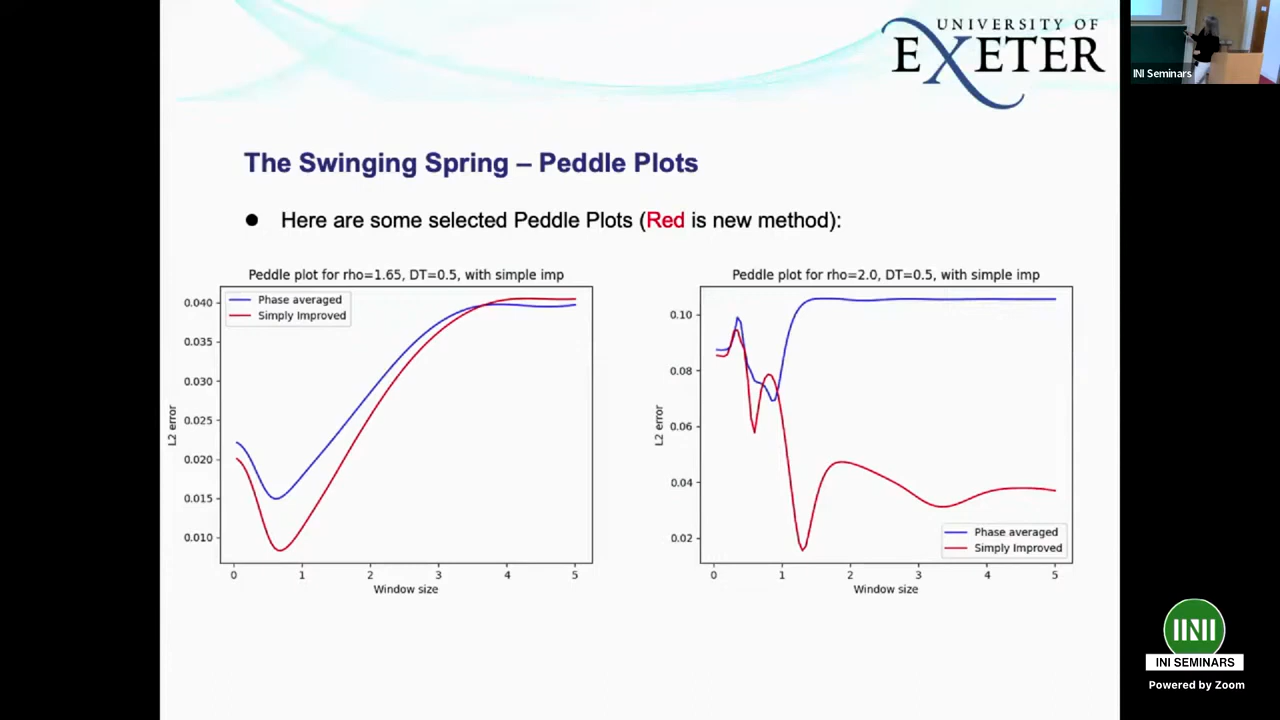 UNIVERSITY OF
EXETER
INI Seminars
The Swinging Spring – Peddle Plots
● Here are some selected Peddle Plots (Red is new method):
Peddle plot for rho=1.65, DT=0.5, with simple imp
Phase averaged
Simply Improved
0.040
0.035
0.030
0.025
0.020
0.015
0.010
L2 error
0 1 2 3 4 5
Window size
Peddle plot for rho=2.0, DT=0.5, with simple imp
0.10
0.08
0.06
0.04
0.02
L2 error
Phase averaged
Simply Improved
0 1 2 3 4 5
Window size
INI SEMINARS
Powered by Zoom